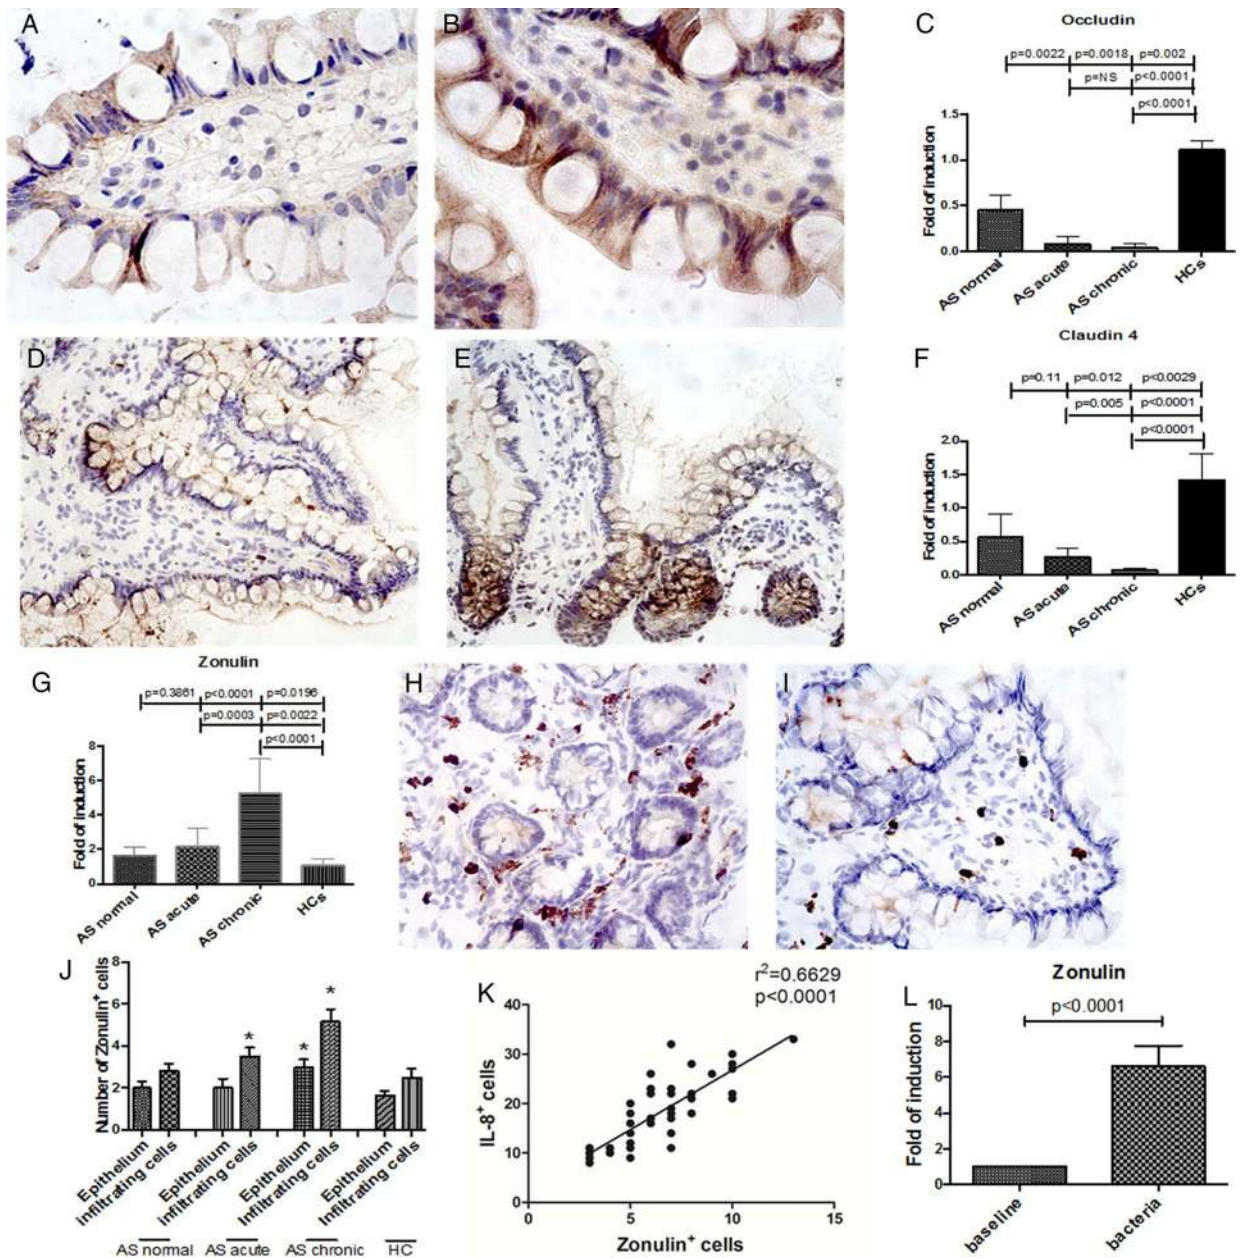 A
B
C
Occludin
p=0.0022 p=0.0018 p=0.002
p=NS p<0.0001
p<0.0001
Fold of induction
1.5
1.0
0.5
0.0
AS normal
AS acute
AS chronic
HCs
D
E
F
Claudin 4
p=0.11 p=0.012 p<0.0029
p=0.005 p<0.0001
p<0.0001
Fold of induction
2.0
1.5
1.0
0.5
0.0
AS normal
AS acute
AS chronic
HCs
G
Zonulin
p=0.3861 p<0.0001 p=0.0196
p=0.0003 p=0.0022
p<0.0001
Fold of induction
8
6
4
2
0
AS normal
AS acute
AS chronic
HCs
H
I
J
Number of Zonulin+ cells
8
6
4
2
0
* * *
Epithelium
infiltrating cells
Epithelium
infiltrating cells
Epithelium
Infiltrating cells
Epithelium
Infiltrating cells
AS normal AS acute AS chronic HC
K
r²=0.6629
p<0.0001
IL-8+ cells
40
30
20
10
0
0 5 10 15
Zonulin+ cells
L
Zonulin
p<0.0001
Fold of induction
10
8
6
4
2
0
baseline
bacteria